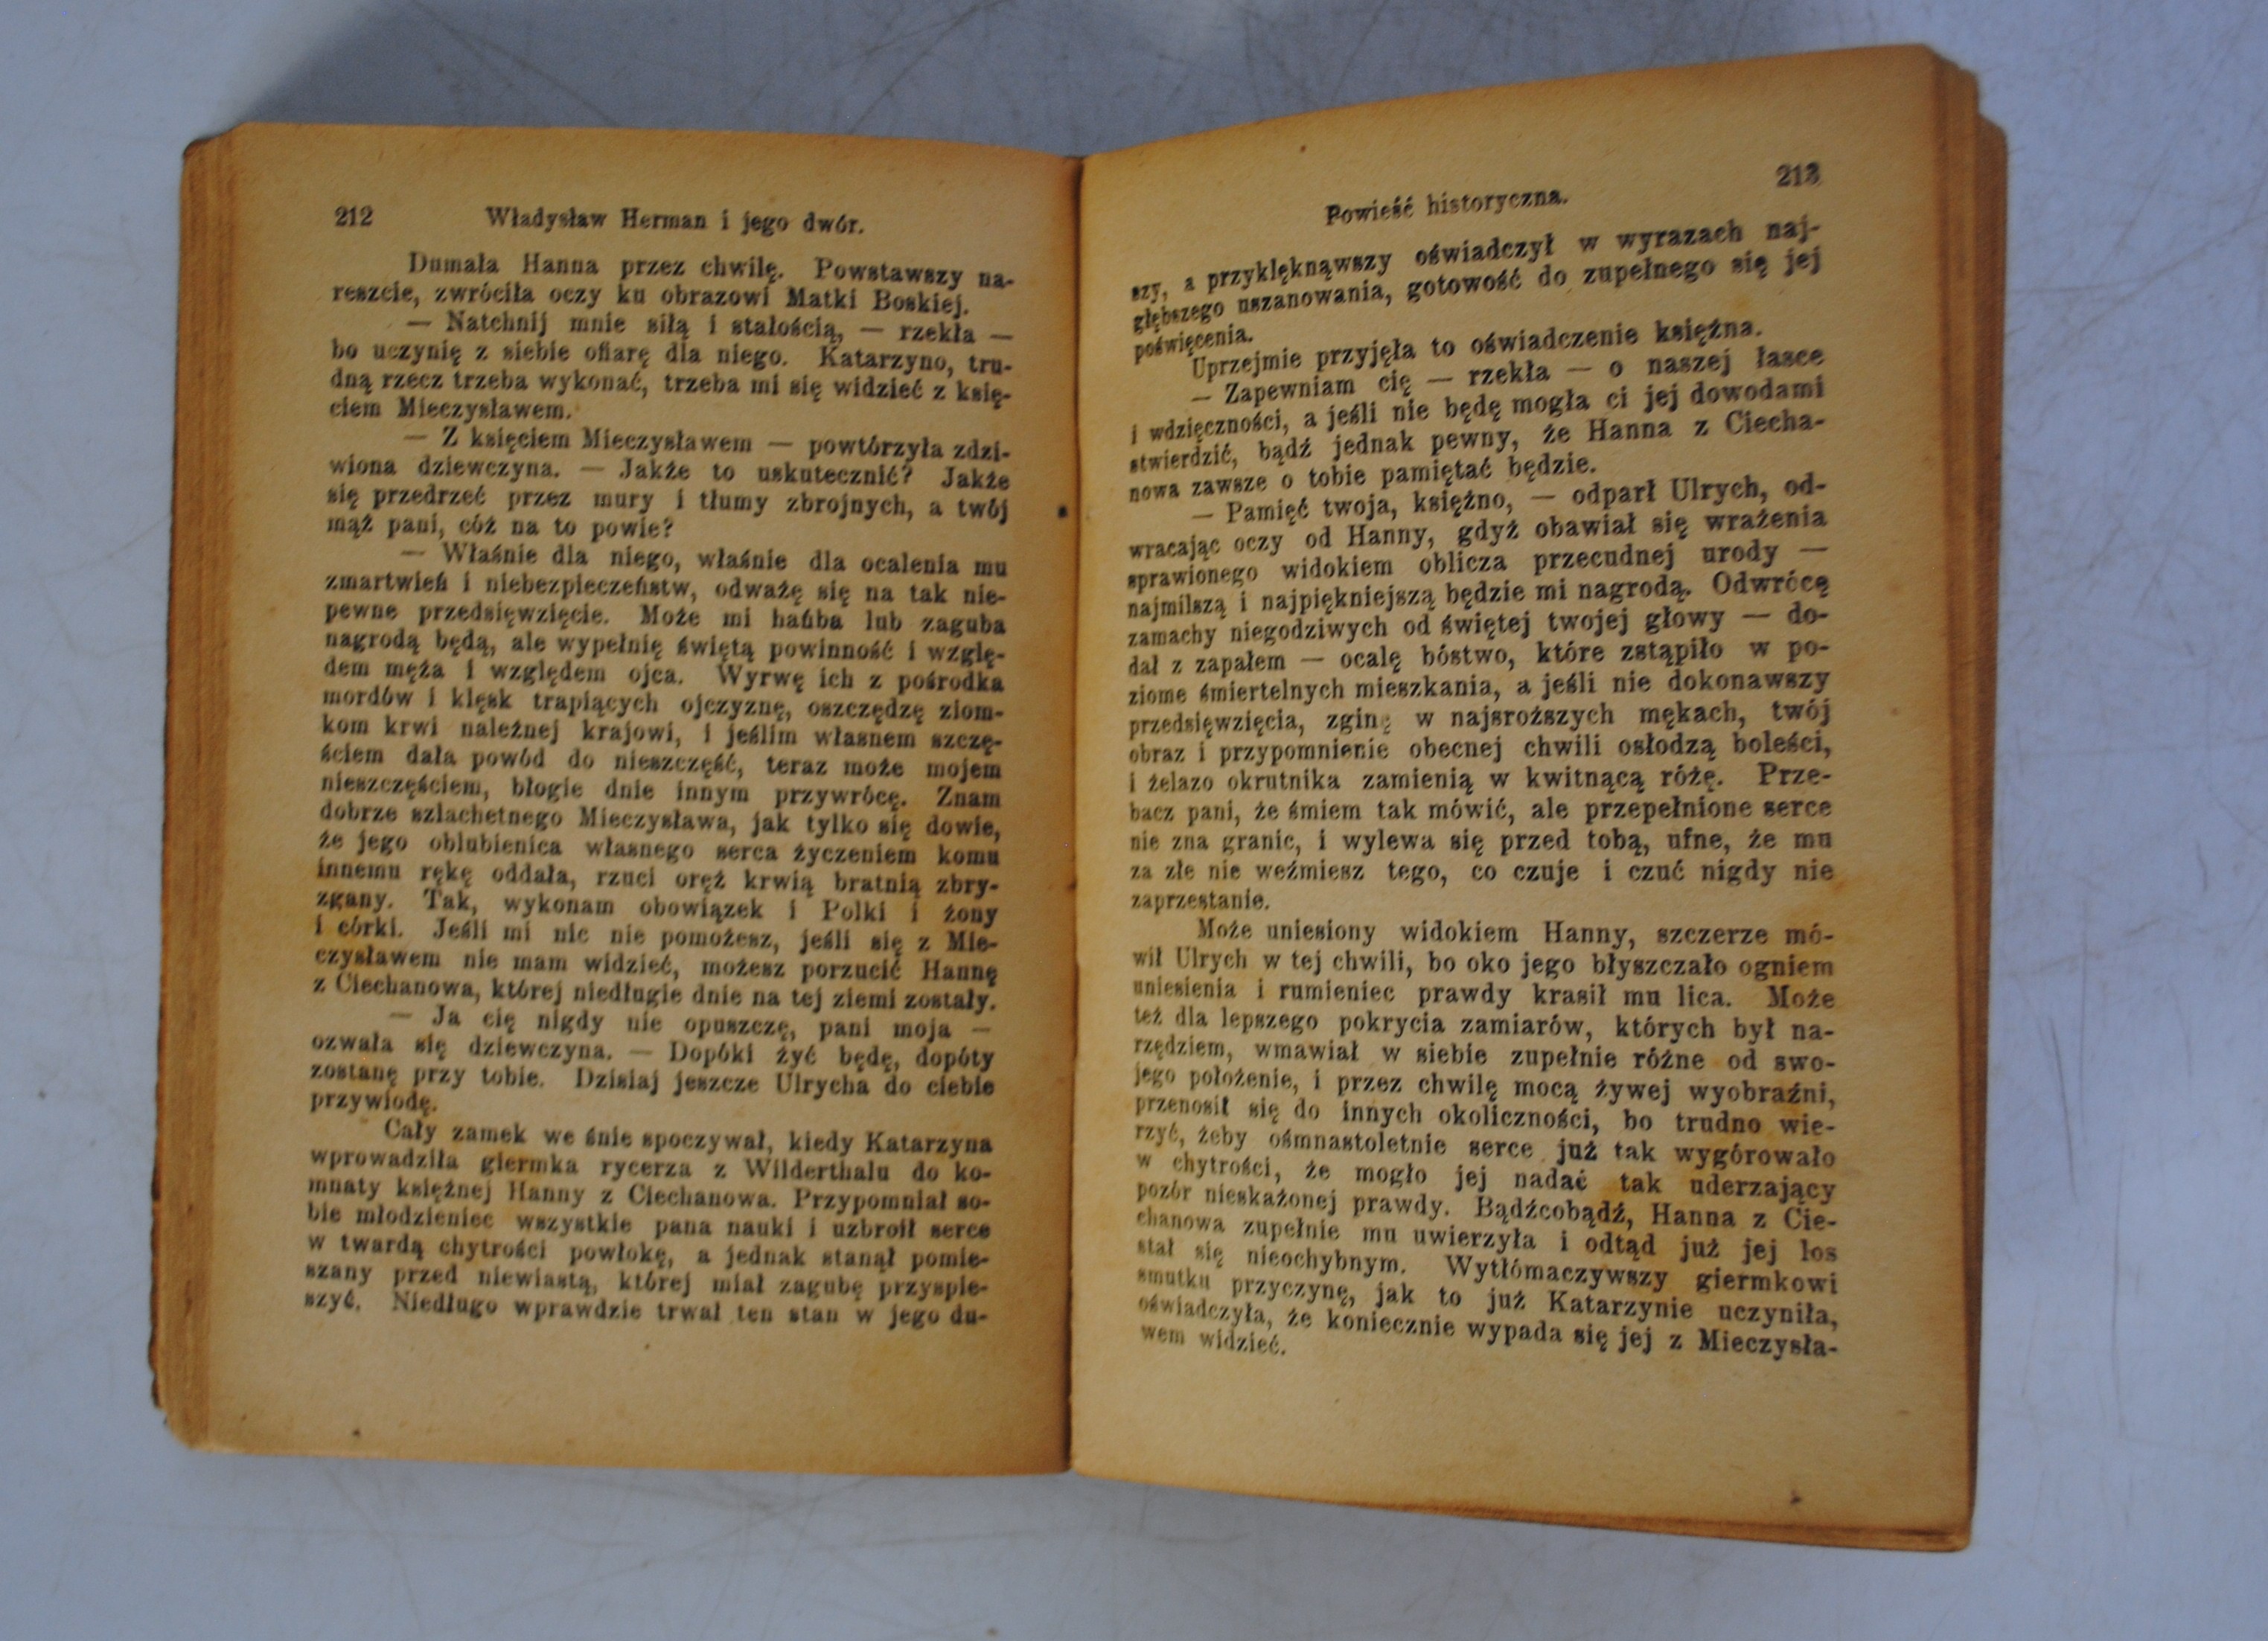 212 Władysław Herman i jego dwór.
Dumała Hanna przez chwilę. Powstawszy na-
reszcie, zwróciła oczy ku obrazowi Matki Boskiej.
— Natchnij mnie siłą i stałością, — rzekła —
bo uczynię z siebie ofiarę dla niego. Katarzyno, tru-
dną rzecz trzeba wykonać, trzeba mi się widzieć z księ-
ciem Mieczysławem.
— Z księciem Mieczysławem — powtórzyła zdzi-
wiona dziewczyna. — Jakże to uskutecznić? Jakże
się przedrzeć przez mury i tłumy zbrojnych, a twój
mąż pani, cóż na to powie?
— Właśnie dla niego, właśnie dla ocalenia mu
zmartwień i niebezpieczeństw, odważę się na tak nie-
pewne przedsięwzięcie. Może mi hańba lub zaguba
nagrodą będą, ale wypełnię świętą powinność i wzglę-
dem męża i względem ojca. Wyrwę ich z pośrodka
mordów i klęsk trapiących ojczyznę, oszczędzę ziom-
kom krwi należnej krajowi, i jeślim własnem szczę-
ściem dała powód do nieszczęść, teraz może mojem
nieszczęściem, błogie dnie innym przywrócę. Znam
dobrze szlachetnego Mieczysława, jak tylko się dowie,
że jego oblubienica własnego serca życzeniem komu
innemu rękę oddała, rzuci oręż krwią bratnią zbry-
zgany. Tak, wykonam obowiązek i Polki i żony
i córki. Jeśli mi nic nie pomożesz, jeśli się z Mie-
czysławem nie mam widzieć, możesz porzucić Hannę
z Ciechanowa, której niedługie dnie na tej ziemi zostały.
— Ja cię nigdy nie opuszczę, pani moja —
ozwała się dziewczyna. — Dopóki żyć będę, dopóty
zostanę przy tobie. Dzisiaj jeszcze Ulrycha do ciebie
przywiodę.
Cały zamek we śnie spoczywał, kiedy Katarzyna
wprowadziła giermka rycerza z Wilderthalu do ko-
mnaty księżnej Hanny z Ciechanowa. Przypomniał so-
bie młodzieniec wszystkie pana nauki i uzbroił serce
w twardą chytrości powłokę, a jednak stanął pomie-
szany przed niewiastą, której miał zagubę przyspie-
szyć. Niedługo wprawdzie trwał ten stan w jego du-
Powieść historyczna. 213
szy, a przyklęknąwszy oświadczył w wyrazach naj-
głębszego uszanowania, gotowość do zupełnego się jej
poświęcenia.
Uprzejmie przyjęła to oświadczenie księżna.
— Zapewniam cię — rzekła — o naszej łasce
i wdzięczności, a jeśli nie będę mogła ci jej dowodami
stwierdzić, bądź jednak pewny, że Hanna z Ciecha-
nowa zawsze o tobie pamiętać będzie.
— Pamięć twoja, księżno, — odparł Ulrych, od-
wracając oczy od Hanny, gdyż obawiał się wrażenia
sprawionego widokiem oblicza przecudnej urody —
najmilszą i najpiękniejszą będzie mi nagrodą. Odwrócę
zamachy niegodziwych od świętej twojej głowy — do-
dał z zapałem — ocalę bóstwo, które zstąpiło w po-
ziome śmiertelnych mieszkania, a jeśli nie dokonawszy
przedsięwzięcia, zginę w najsroższych mękach, twój
obraz i przypomnienie obecnej chwili osłodzą boleści,
i żelazo okrutnika zamienią w kwitnącą różę. Prze-
bacz pani, że śmiem tak mówić, ale przepełnione serce
nie zna granic, i wylewa się przed tobą, ufne, że mu
za złe nie weźmiesz tego, co czuje i czuć nigdy nie
zaprzestanie.
Może uniesiony widokiem Hanny, szczerze mó-
wił Ulrych w tej chwili, bo oko jego błyszczało ogniem
uniesienia i rumieniec prawdy krasił mu lica. Może
też dla lepszego pokrycia zamiarów, których był na-
rzędziem, wmawiał w siebie zupełnie różne od swo-
jego położenie, i przez chwilę mocą żywej wyobraźni,
przenosił się do innych okoliczności, bo trudno wie-
rzyć, żeby ośmnastoletnie serce już tak wygórowało
w chytrości, że mogło jej nadać tak uderzający
pozór nieskażonej prawdy. Bądźcobądź, Hanna z Cie-
chanowa zupełnie mu uwierzyła i odtąd już jej los
stał się nieochybnym. Wytłómaczywszy giermkowi
smutku przyczynę, jak to już Katarzynie uczyniła,
oświadczyła, że koniecznie wypada się jej z Mieczysła-
wem widzieć.